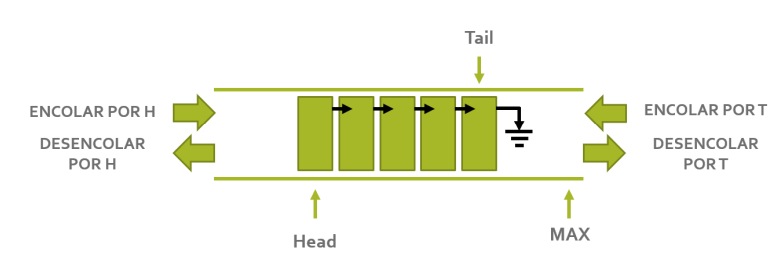 Tail
ENCOLAR POR H
DESENCOLAR
POR H
ENCOLAR POR T
DESENCOLAR
POR T
Head
MAX